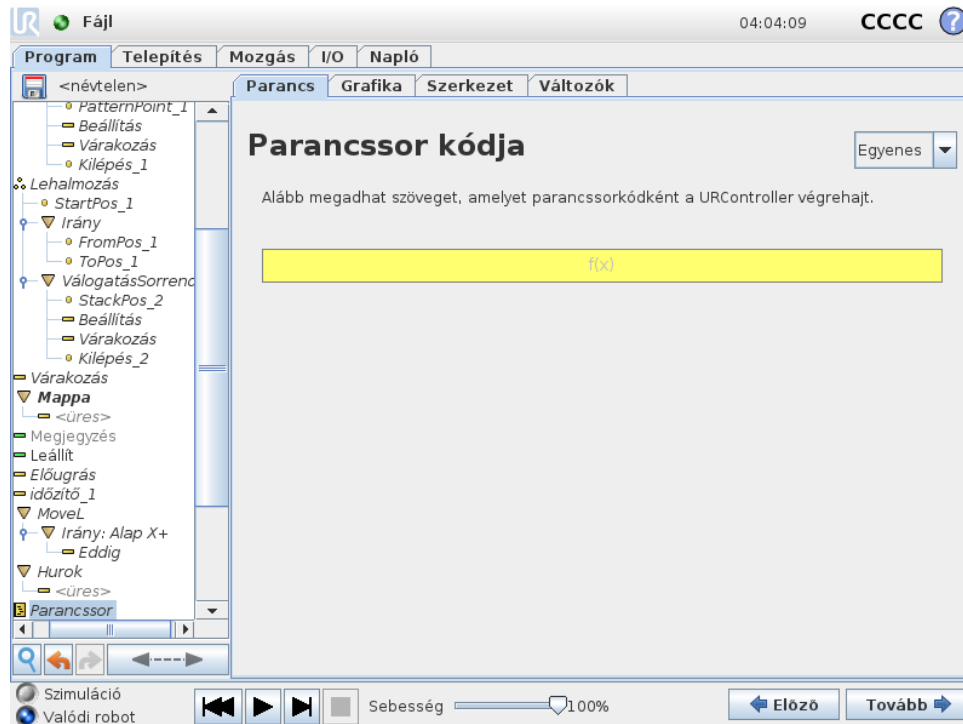 UR Fájl 04:04:09 CCCC ?
Program Telepítés Mozgás I/O Napló
<névtelen>
Parancs Grafika Szerkezet Változók
PatternPoint_1
Beállítás
Várakozás
Kilépés_1
Lehalmozás
StartPos_1
Irány
FromPos_1
ToPos_1
VálogatásSorrend
StackPos_2
Beállítás
Várakozás
Kilépés_2
Várakozás
Mappa
<üres>
Megjegyzés
Leállít
Előugrás
időzítő_1
MoveL
Irány: Alap X+
Eddig
Hurok
<üres>
Parancssor
Parancssor kódja
Egyenes
Alább megadhat szöveget, amelyet parancssorkódként a URController végrehajt.
f(x)
Szimuláció
Valódi robot
Sebesség 100%
Előző Tovább